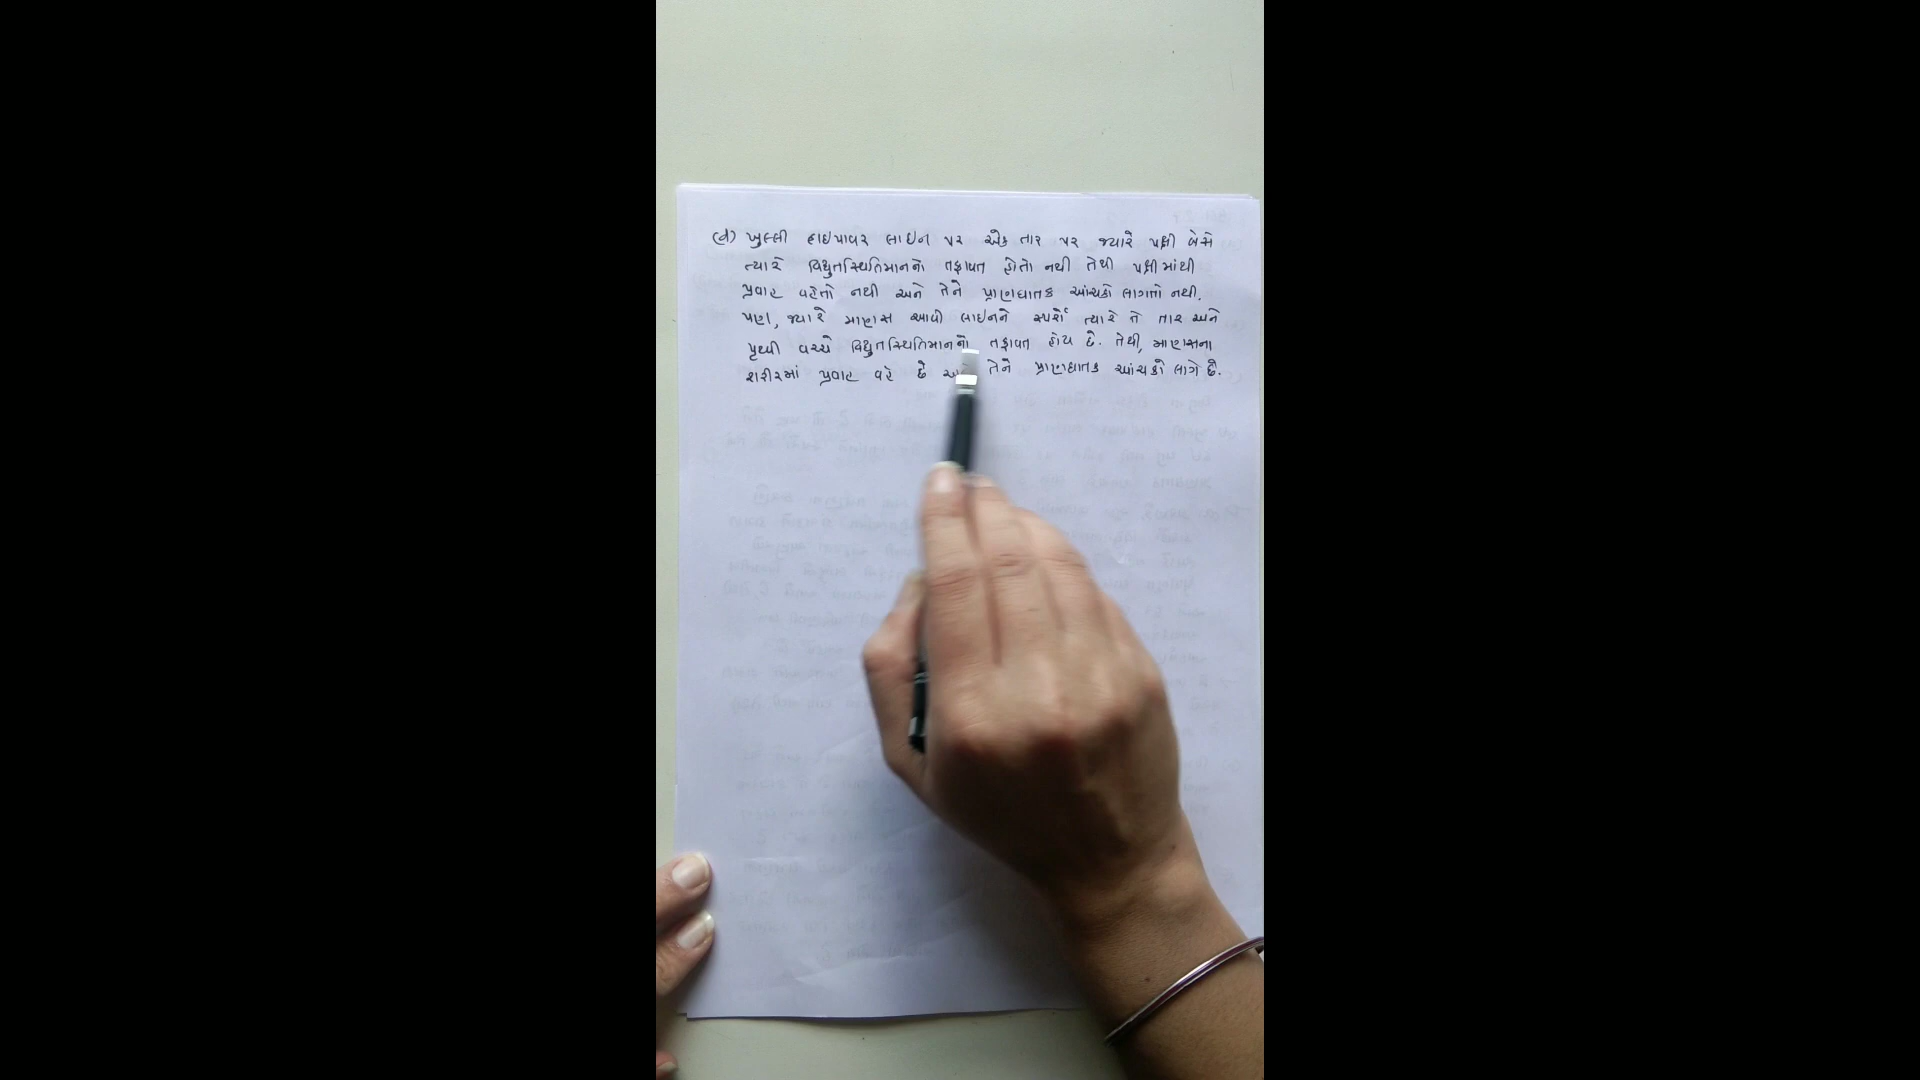 (d) ખુલ્લી હાઇપાવર લાઇન પર એક તાર પર જ્યારે પક્ષી બેસે
ત્યારે વિદ્યુતસ્થિતિમાનનો તફાવત હોતો નથી તેથી પક્ષીમાંથી
પ્રવાહ વહેતો નથી અને તેને પ્રાણઘાતક આંચકો લાગતો નથી.
પણ, જ્યારે માણસ આવી લાઇનને સ્પર્શે ત્યારે તે તાર અને
પૃથ્વી વચ્ચે વિદ્યુતસ્થિતિમાનનો તફાવત હોય છે. તેથી, માણસના
શરીરમાં પ્રવાહ વહે છે તેને પ્રાણઘાતક આંચકો લાગે છે.